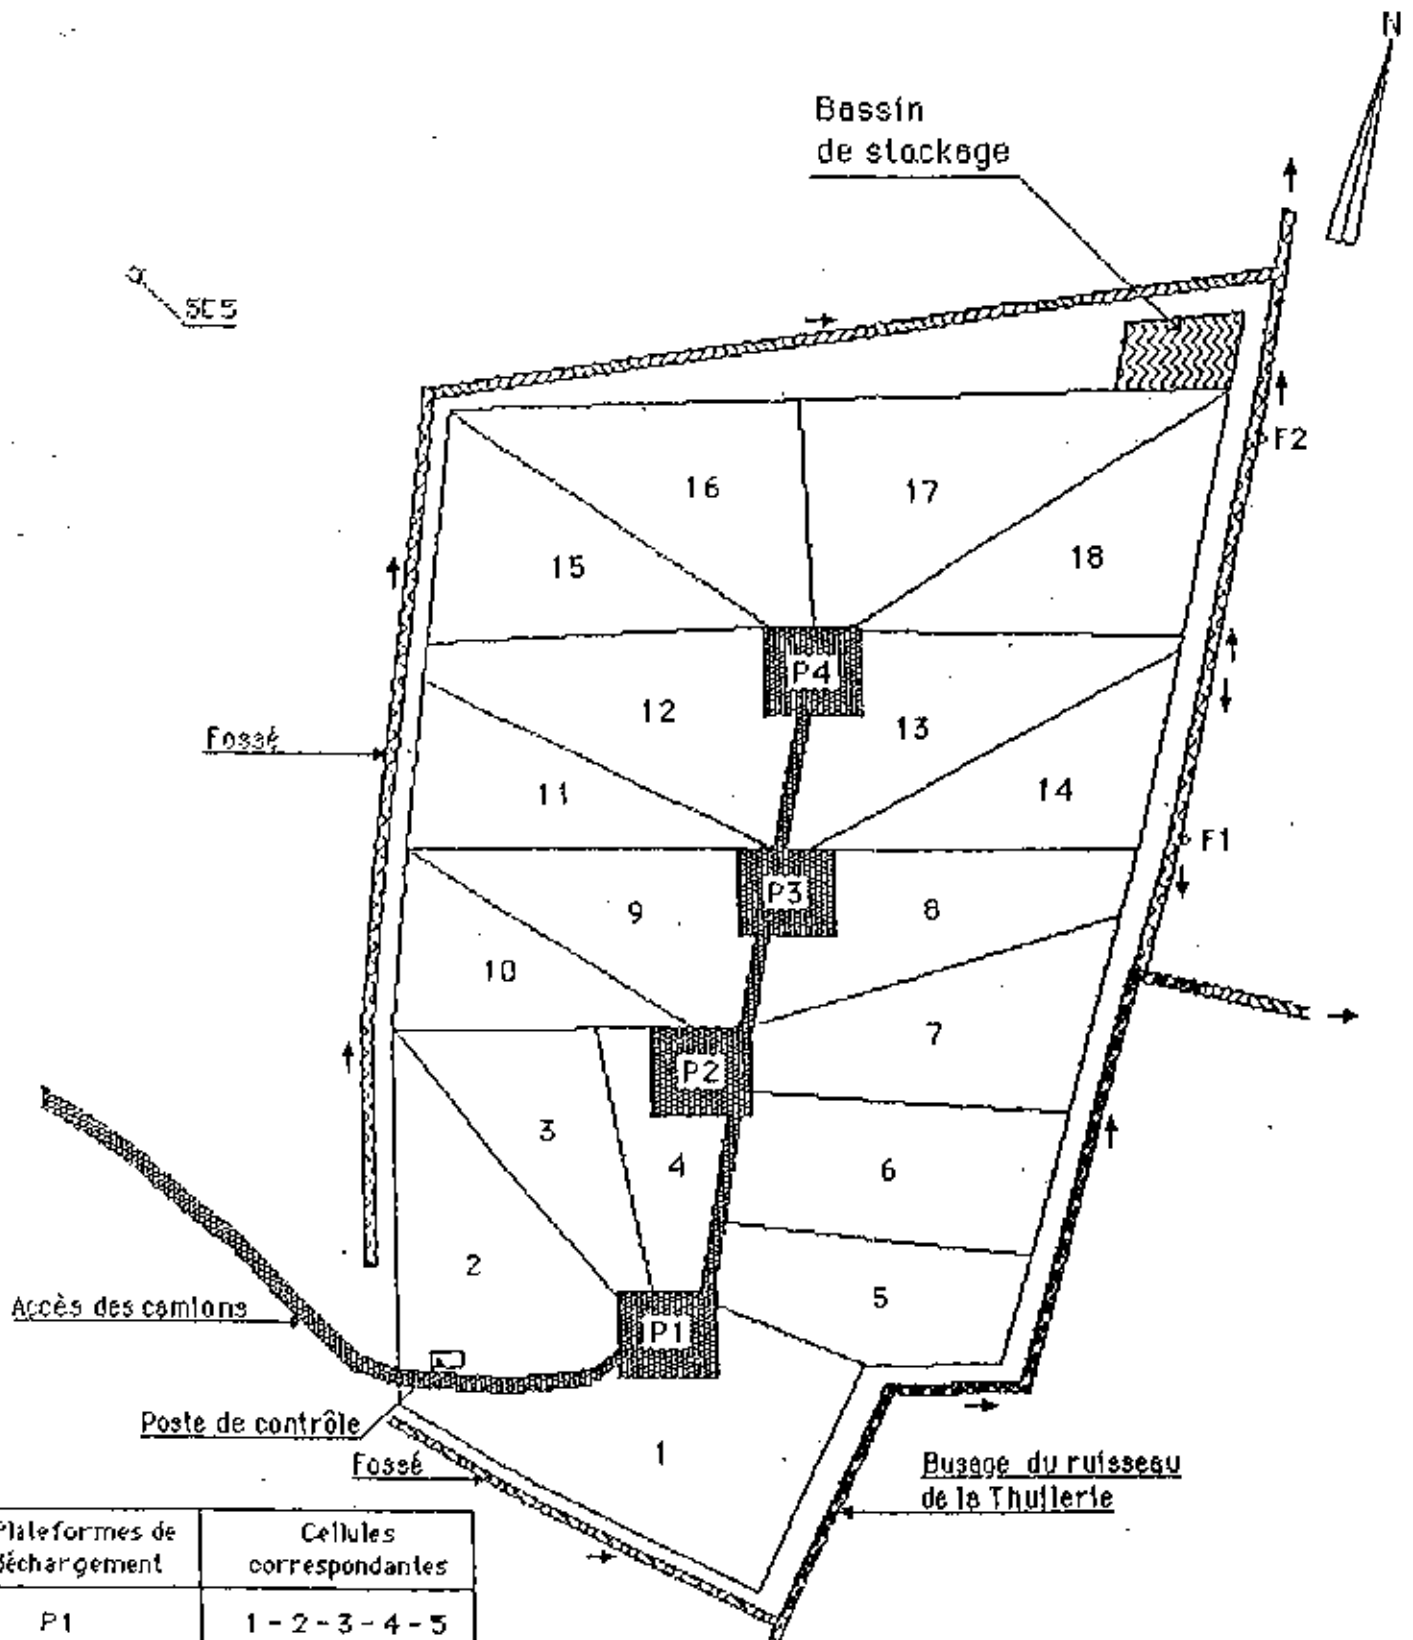 N
Bassin
de stockage
SC5
F2
16
17
15
18
P4
12
13
Fossé
11
14
F1
P3
9
8
10
7
P2
3
4
6
2
5
Accès des camions
P1
Poste de contrôle
1
Fossé
Busage du ruisseau
de la Thuilerie
Plateformes de
déchargement
Cellules
correspondantes
P1
1 - 2 - 3 - 4 - 5